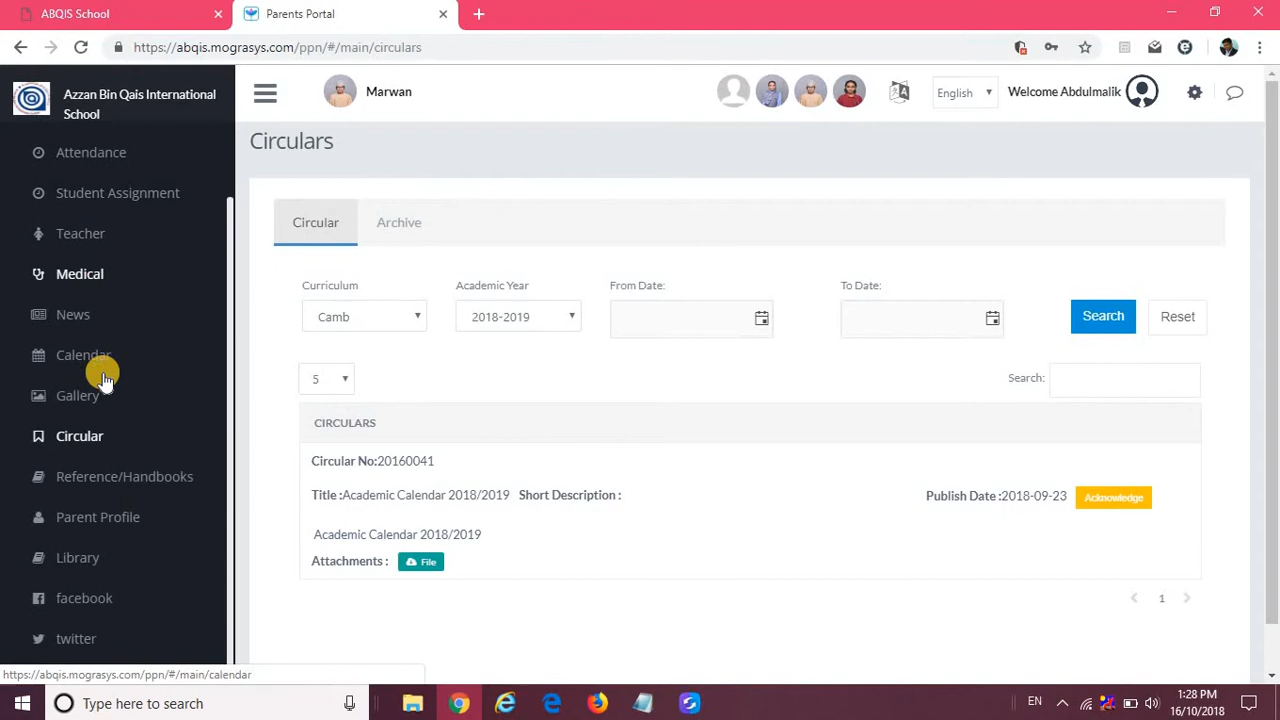 ABQIS School
Parents Portal
https://abqis.mograsys.com/ppn/#/main/circulars
Azzan Bin Qais International
School
Marwan
English
Welcome Abdulmalik
Attendance
Student Assignment
Teacher
Medical
News
Calendar
Gallery
Circular
Reference/Handbooks
Parent Profile
Library
facebook
twitter
Circulars
Circular Archive
Curriculum Academic Year From Date: To Date:
Camb 2018-2019 Search Reset
5 Search:
CIRCULARS
Circular No:20160041
Title :Academic Calendar 2018/2019 Short Description : Publish Date :2018-09-23 Acknowledge
Academic Calendar 2018/2019
Attachments : File
1
https://abqis.mograsys.com/ppn/#/main/calendar
Type here to search
EN
1:28 PM
16/10/2018